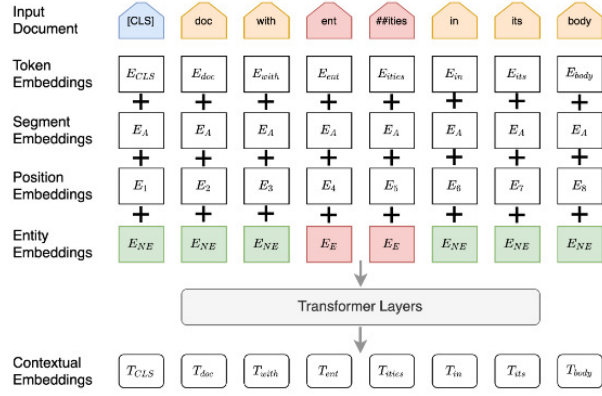 Input Document [CLS] doc with ent ##ities in its body
Token Embeddings E_CLS E_doc E_with E_ent E_ities E_in E_its E_body
+ + + + + + + +
Segment Embeddings E_A E_A E_A E_A E_A E_A E_A E_A
+ + + + + + + +
Position Embeddings E_1 E_2 E_3 E_4 E_5 E_6 E_7 E_8
+ + + + + + + +
Entity Embeddings E_NE E_NE E_NE E_E E_E E_NE E_NE E_NE
Transformer Layers
Contextual Embeddings T_CLS T_doc T_with T_ent T_ities T_in T_its T_body